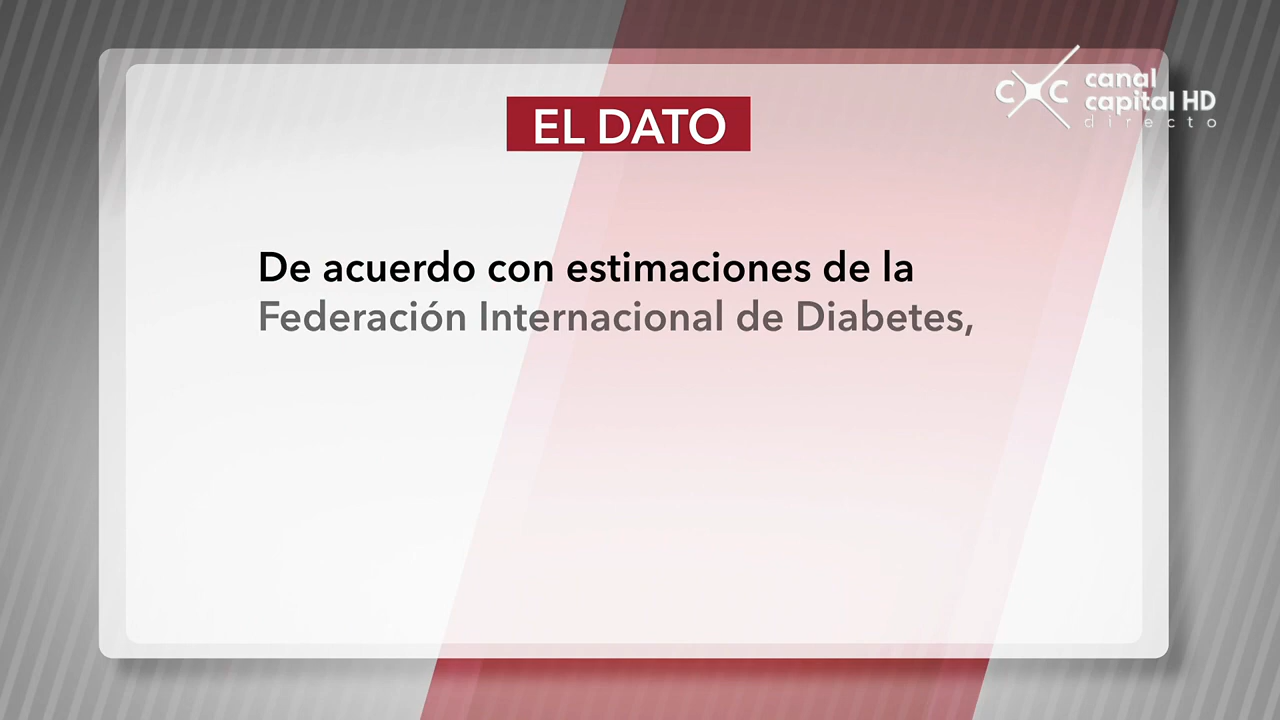 EL DATO
canal
capital HD
directo
De acuerdo con estimaciones de la
Federación Internacional de Diabetes,